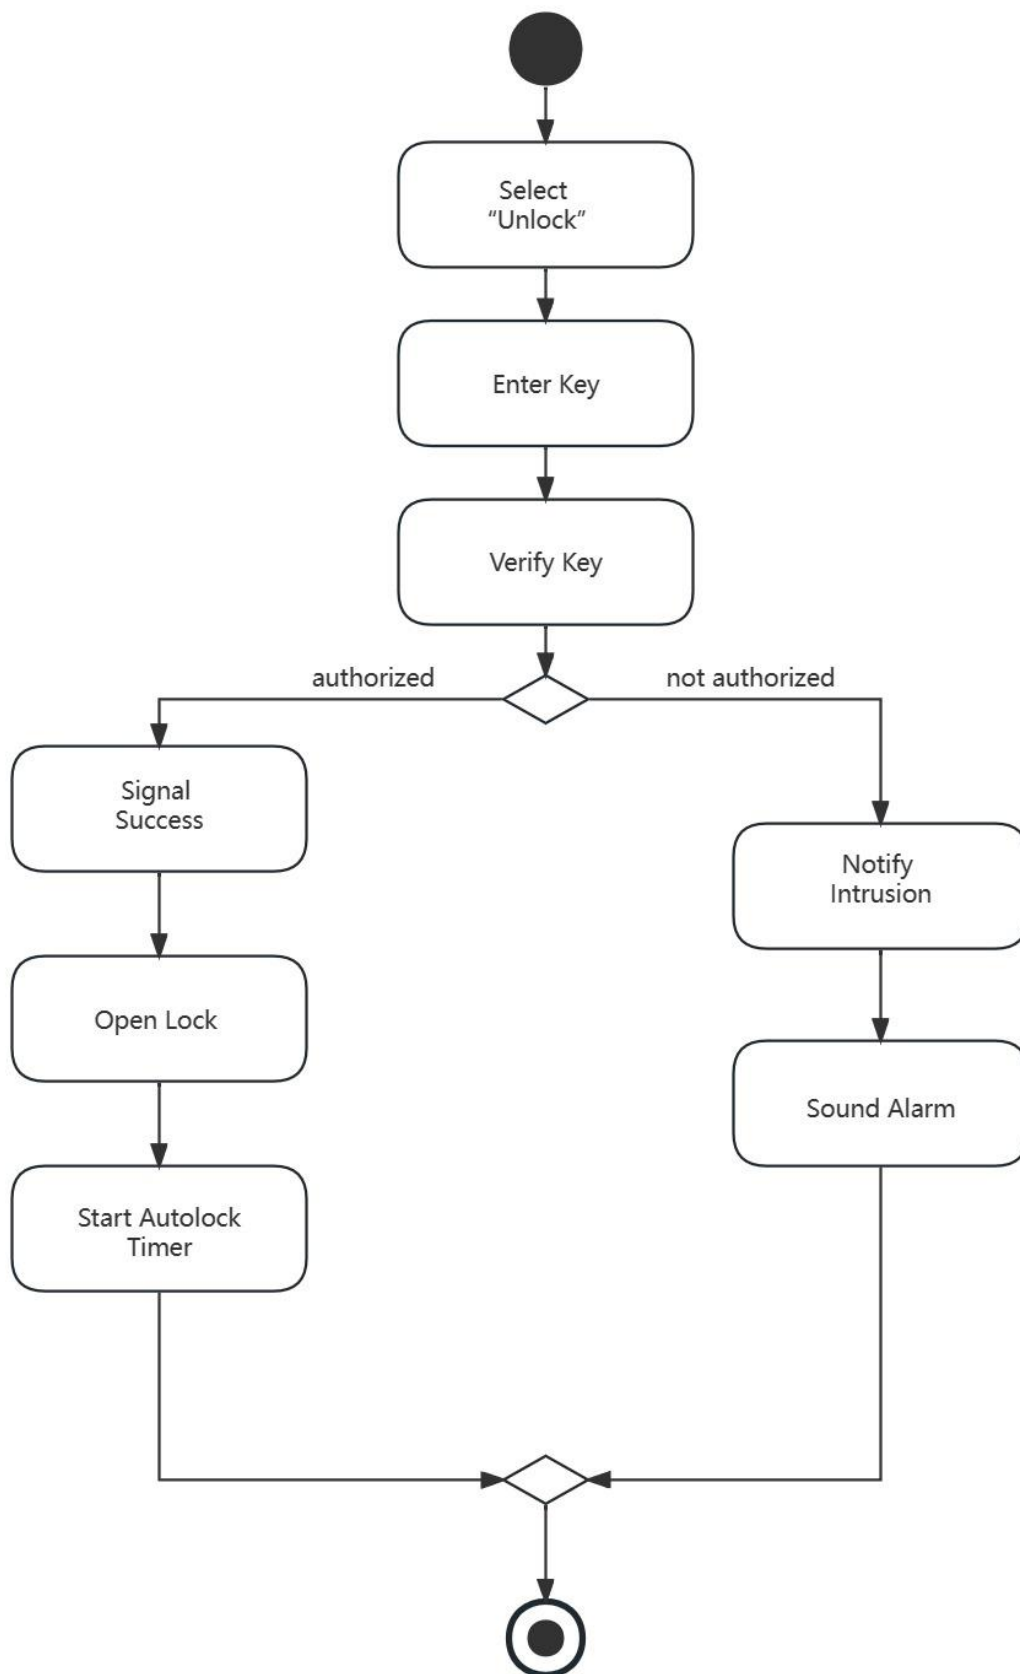 Select
“Unlock”
Enter Key
Verify Key
authorized
not authorized
Signal
Success
Notify
Intrusion
Open Lock
Sound Alarm
Start Autolock
Timer